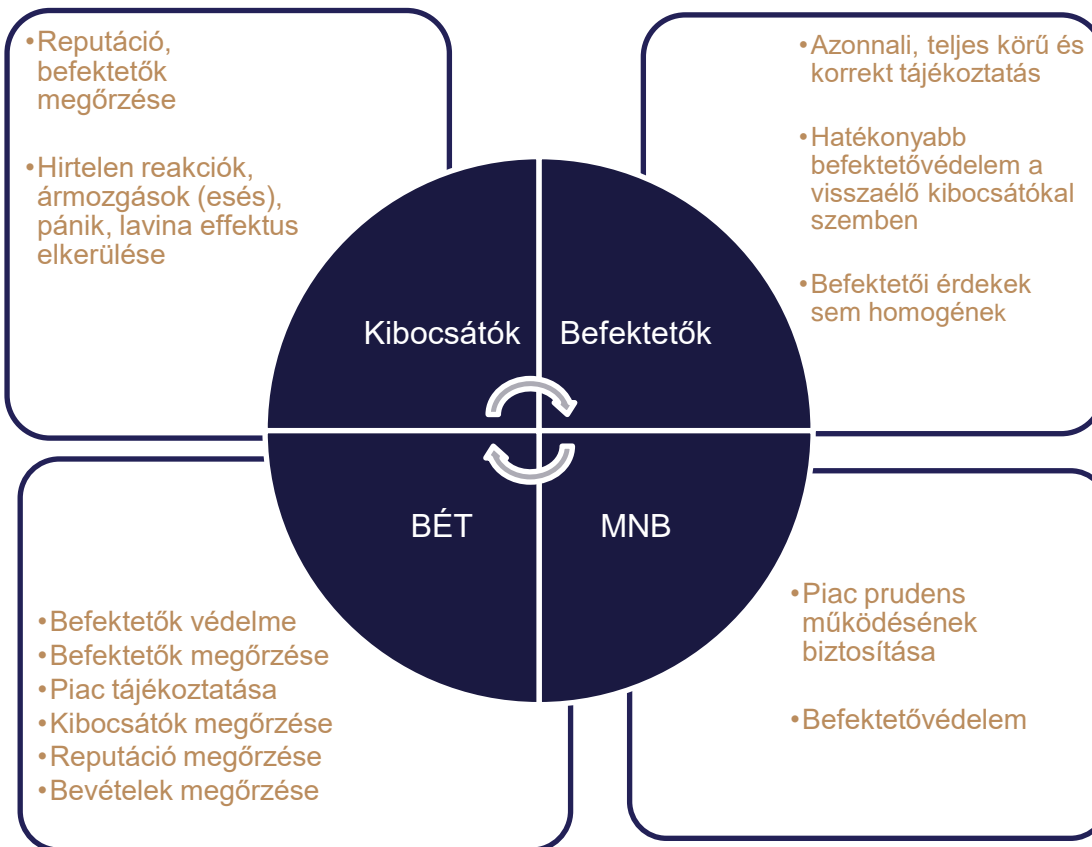 •Reputáció,
befektetők
megőrzése
•Hirtelen reakciók,
ármozgások (esés),
pánik, lavina effektus
elkerülése
•Azonnali, teljes körű és
korrekt tájékoztatás
•Hatékonyabb
befektetővédelem a
visszaélő kibocsátókal
szemben
•Befektetői érdekek
sem homogének
Kibocsátók
Befektetők
BÉT
MNB
•Befektetők védelme
•Befektetők megőrzése
•Piac tájékoztatása
•Kibocsátók megőrzése
•Reputáció megőrzése
•Bevételek megőrzése
•Piac prudens
működésének
biztosítása
•Befektetővédelem